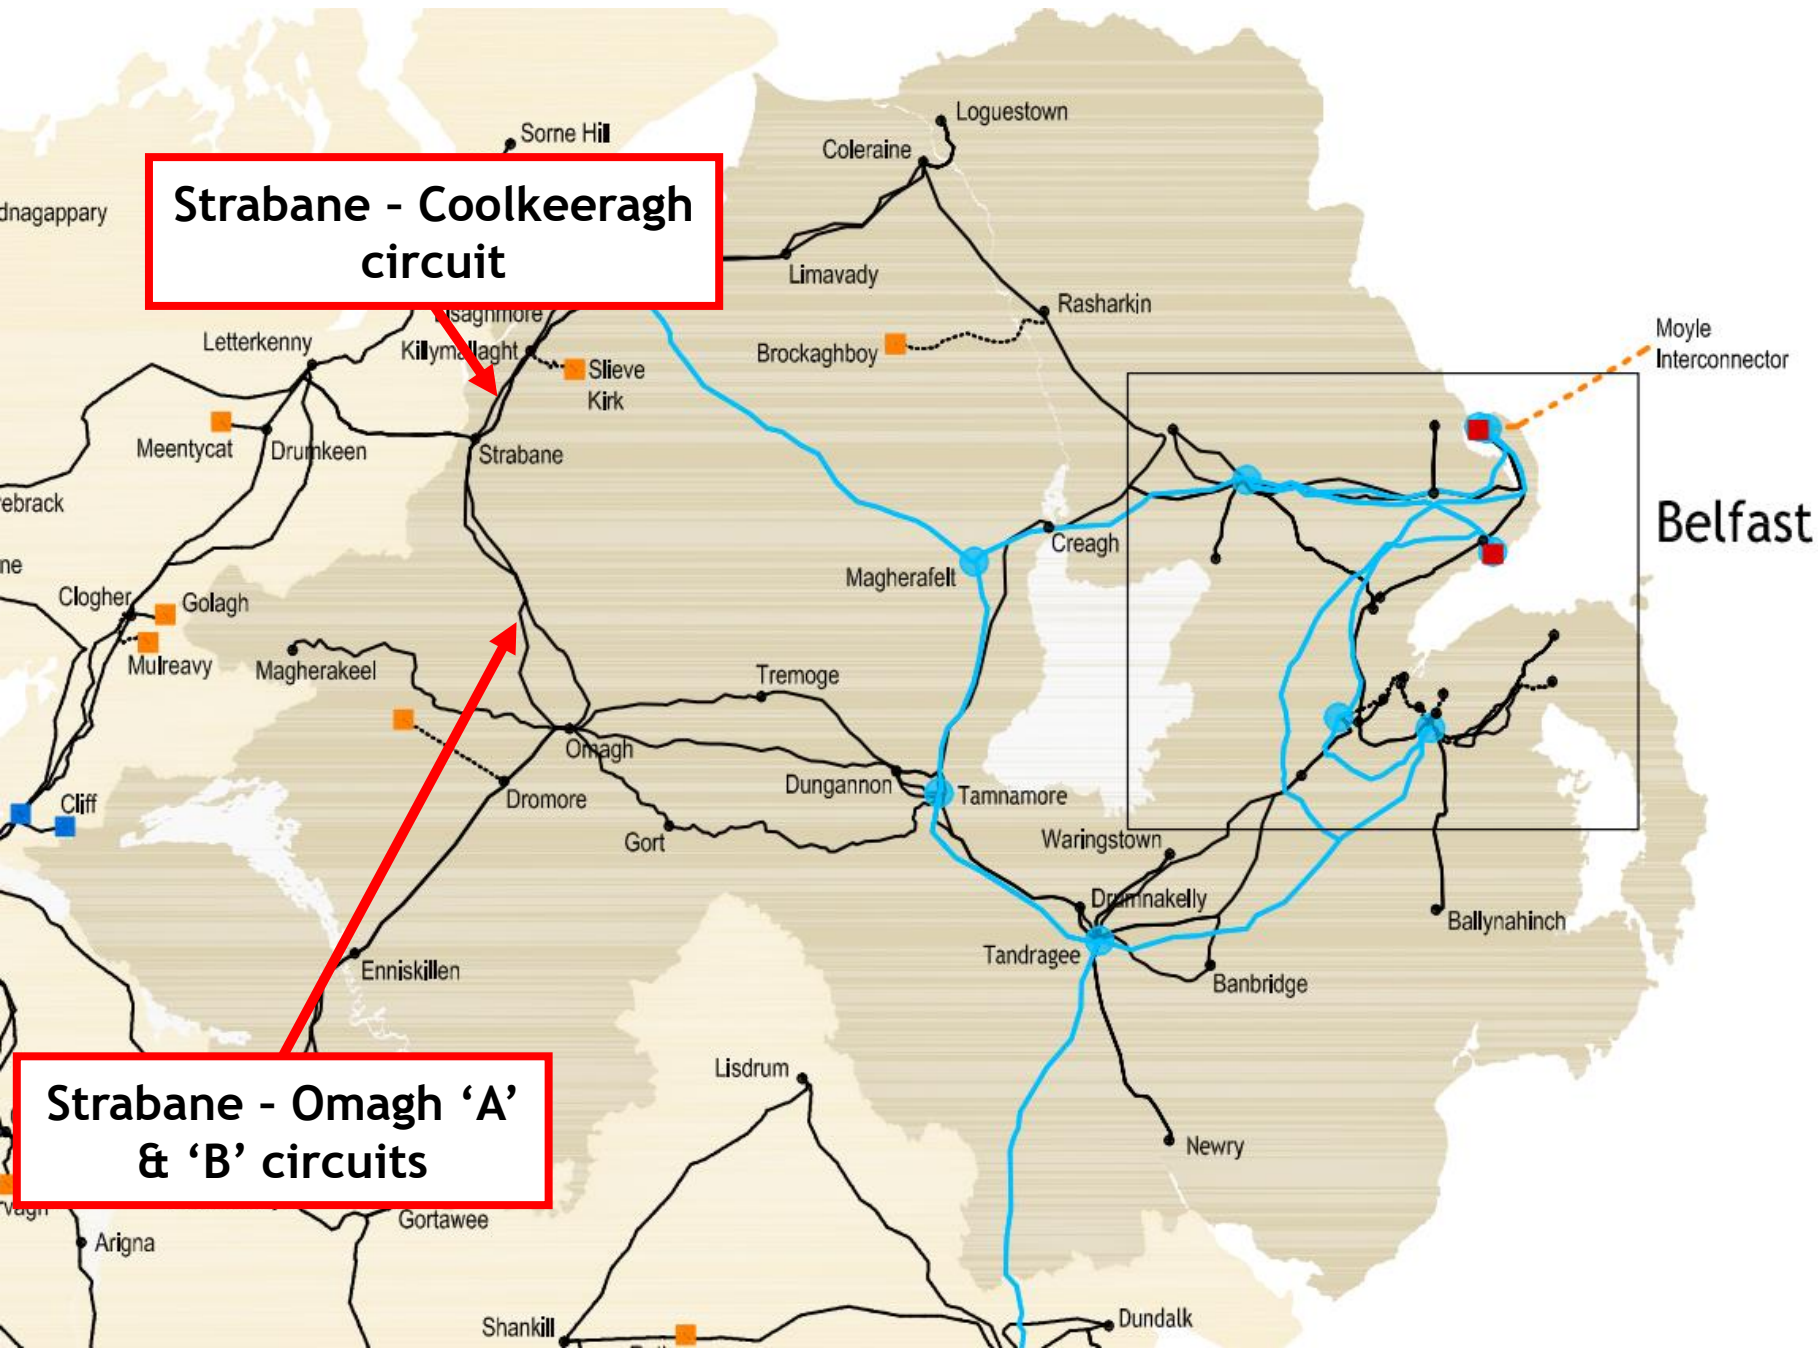 Loguestown
Sorne Hill
Coleraine
Strabane – Coolkeeragh
circuit
dnagappary
Limavady
Rasharkin
Moyle
Interconnector
Letterkenny
Killymallaght
Brockaghboy
Slieve
Kirk
Meentycat
Drumkeen
Strabane
ebrack
Belfast
Creagh
ne
Magherafelt
Clogher
Golagh
Mulreavy
Magherakeel
Tremoge
Omagh
Dungannon
Tamnamore
Dromore
Cliff
Gort
Waringstown
Drumnakelly
Ballynahinch
Tandragee
Enniskillen
Banbridge
Lisdrum
Strabane – Omagh ‘A’
& ‘B’ circuits
Newry
rvagh
Gortawee
Arigna
Shankill
Dundalk